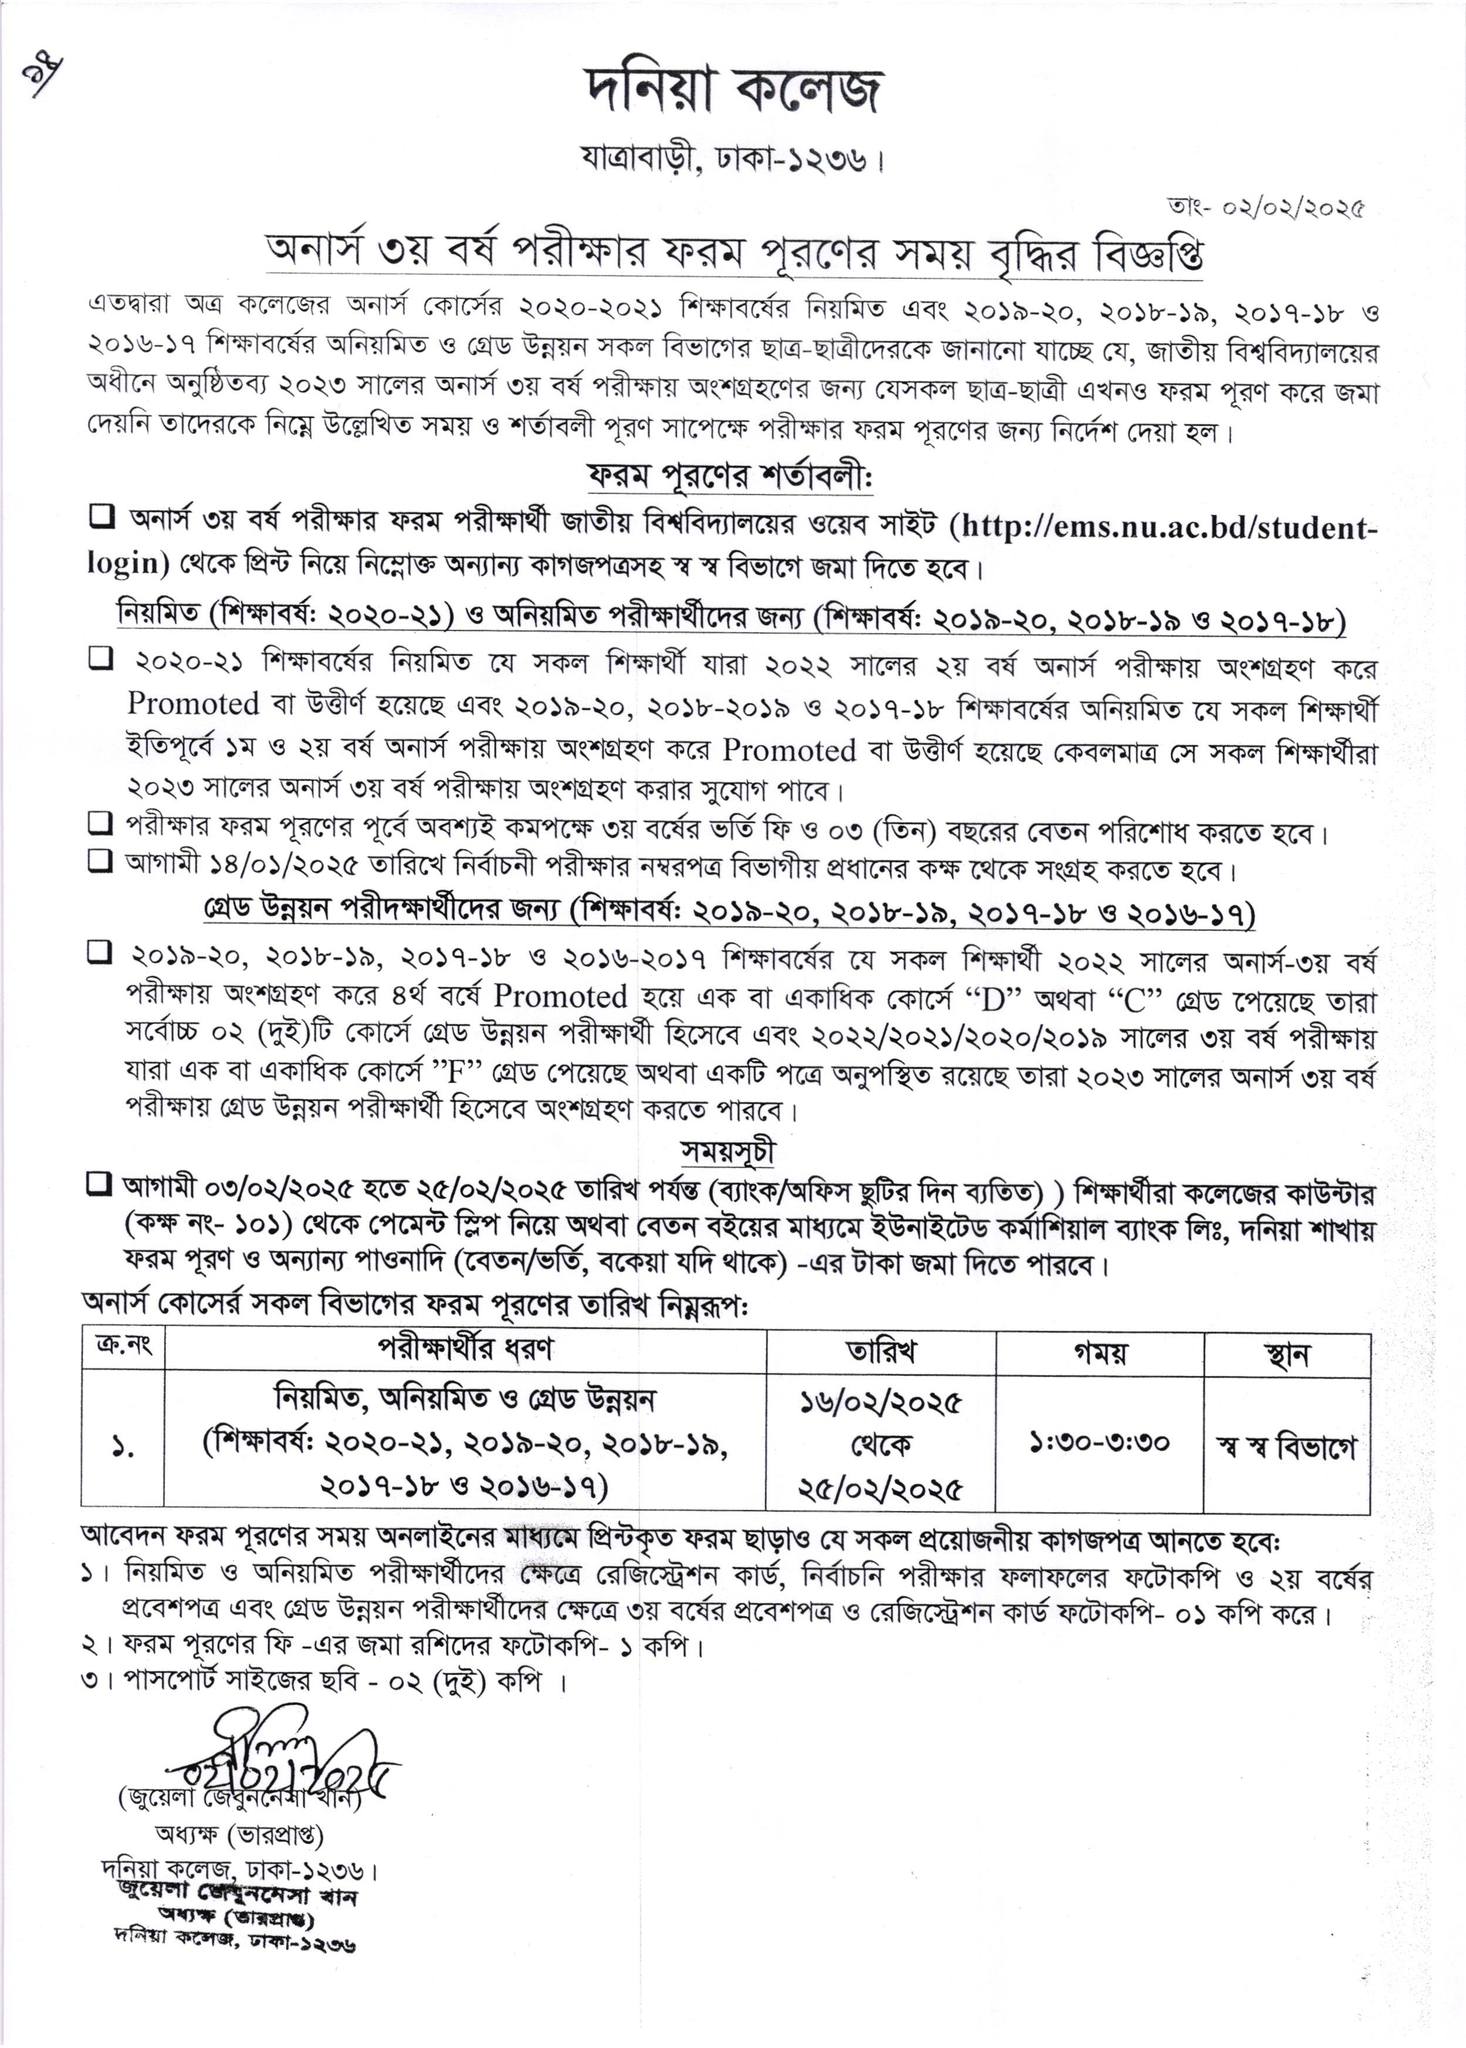 দনিয়া কলেজ
যাত্রাবাড়ী, ঢাকা-১২৩৬।
তাং- ০২/০২/২০২৫
অনার্স ৩য় বর্ষ পরীক্ষার ফরম পূরণের সময় বৃদ্ধির বিজ্ঞপ্তি
এতদ্বারা অত্র কলেজের অনার্স কোর্সের ২০২০-২০২১ শিক্ষাবর্ষের নিয়মিত এবং ২০১৯-২০, ২০১৮-১৯, ২০১৭-১৮ ও
২০১৬-১৭ শিক্ষাবর্ষের অনিয়মিত ও গ্রেড উন্নয়ন সকল বিভাগের ছাত্র-ছাত্রীদেরকে জানানো যাচ্ছে যে, জাতীয় বিশ্ববিদ্যালয়ের
অধীনে অনুষ্ঠিতব্য ২০২৩ সালের অনার্স ৩য় বর্ষ পরীক্ষায় অংশগ্রহণের জন্য যেসকল ছাত্র-ছাত্রী এখনও ফরম পূরণ করে জমা
দেয়নি তাদেরকে নিম্নে উল্লেখিত সময় ও শর্তাবলী পূরণ সাপেক্ষে পরীক্ষার ফরম পূরণের জন্য নির্দেশ দেয়া হল।
ফরম পূরণের শর্তাবলী:
❑ অনার্স ৩য় বর্ষ পরীক্ষার ফরম পরীক্ষার্থী জাতীয় বিশ্ববিদ্যালয়ের ওয়েব সাইট (http://ems.nu.ac.bd/student-
login) থেকে প্রিন্ট নিয়ে নিম্নোক্ত অন্যান্য কাগজপত্রসহ স্ব স্ব বিভাগে জমা দিতে হবে।
নিয়মিত (শিক্ষাবর্ষ: ২০২০-২১) ও অনিয়মিত পরীক্ষার্থীদের জন্য (শিক্ষাবর্ষ: ২০১৯-২০, ২০১৮-১৯ ও ২০১৭-১৮)
❑ ২০২০-২১ শিক্ষাবর্ষের নিয়মিত যে সকল শিক্ষার্থী যারা ২০২২ সালের ২য় বর্ষ অনার্স পরীক্ষায় অংশগ্রহণ করে
Promoted বা উত্তীর্ণ হয়েছে এবং ২০১৯-২০, ২০১৮-২০১৯ ও ২০১৭-১৮ শিক্ষাবর্ষের অনিয়মিত যে সকল শিক্ষার্থী
ইতিপূর্বে ১ম ও ২য় বর্ষ অনার্স পরীক্ষায় অংশগ্রহণ করে Promoted বা উত্তীর্ণ হয়েছে কেবলমাত্র সে সকল শিক্ষার্থীরা
২০২৩ সালের অনার্স ৩য় বর্ষ পরীক্ষায় অংশগ্রহণ করার সুযোগ পাবে।
❑ পরীক্ষার ফরম পূরণের পূর্বে অবশ্যই কমপক্ষে ৩য় বর্ষের ভর্তি ফি ও ০৩ (তিন) বছরের বেতন পরিশোধ করতে হবে।
❑ আগামী ১৪/০১/২০২৫ তারিখে নির্বাচনী পরীক্ষার নম্বরপত্র বিভাগীয় প্রধানের কক্ষ থেকে সংগ্রহ করতে হবে।
গ্রেড উন্নয়ন পরীদক্ষার্থীদের জন্য (শিক্ষাবর্ষ: ২০১৯-২০, ২০১৮-১৯, ২০১৭-১৮ ও ২০১৬-১৭)
❑ ২০১৯-২০, ২০১৮-১৯, ২০১৭-১৮ ও ২০১৬-২০১৭ শিক্ষাবর্ষের যে সকল শিক্ষার্থী ২০২২ সালের অনার্স-৩য় বর্ষ
পরীক্ষায় অংশগ্রহণ করে ৪র্থ বর্ষে Promoted হয়ে এক বা একাধিক কোর্সে “D” অথবা “C” গ্রেড পেয়েছে তারা
সর্বোচ্চ ০২ (দুই)টি কোর্সে গ্রেড উন্নয়ন পরীক্ষার্থী হিসেবে এবং ২০২২/২০২১/২০২০/২০১৯ সালের ৩য় বর্ষ পরীক্ষায়
যারা এক বা একাধিক কোর্সে ”F” গ্রেড পেয়েছে অথবা একটি পত্রে অনুপস্থিত রয়েছে তারা ২০২৩ সালের অনার্স ৩য় বর্ষ
পরীক্ষায় গ্রেড উন্নয়ন পরীক্ষার্থী হিসেবে অংশগ্রহণ করতে পারবে।
সময়সূচী
❑ আগামী ০৩/০২/২০২৫ হতে ২৫/০২/২০২৫ তারিখ পর্যন্ত (ব্যাংক/অফিস ছুটির দিন ব্যতিত) ) শিক্ষার্থীরা কলেজের কাউন্টার
(কক্ষ নং- ১০১) থেকে পেমেন্ট স্লিপ নিয়ে অথবা বেতন বইয়ের মাধ্যমে ইউনাইটেড কর্মাশিয়াল ব্যাংক লিঃ, দনিয়া শাখায়
ফরম পূরণ ও অন্যান্য পাওনাদি (বেতন/ভর্তি, বকেয়া যদি থাকে) -এর টাকা জমা দিতে পারবে।
অনার্স কোর্সের সকল বিভাগের ফরম পূরণের তারিখ নিম্নরূপ:
ক্র.নং পরীক্ষার্থীর ধরণ তারিখ গময় স্থান
১. নিয়মিত, অনিয়মিত ও গ্রেড উন্নয়ন
(শিক্ষাবর্ষ: ২০২০-২১, ২০১৯-২০, ২০১৮-১৯,
২০১৭-১৮ ও ২০১৬-১৭)
১৬/০২/২০২৫
থেকে
২৫/০২/২০২৫
১:৩০-৩:৩০
স্ব স্ব বিভাগে
আবেদন ফরম পূরণের সময় অনলাইনের মাধ্যমে প্রিন্টকৃত ফরম ছাড়াও যে সকল প্রয়োজনীয় কাগজপত্র আনতে হবে:
১। নিয়মিত ও অনিয়মিত পরীক্ষার্থীদের ক্ষেত্রে রেজিস্ট্রেশন কার্ড, নির্বাচনি পরীক্ষার ফলাফলের ফটোকপি ও ২য় বর্ষের
প্রবেশপত্র এবং গ্রেড উন্নয়ন পরীক্ষার্থীদের ক্ষেত্রে ৩য় বর্ষের প্রবেশপত্র ও রেজিস্ট্রেশন কার্ড ফটোকপি- ০১ কপি করে।
২। ফরম পূরণের ফি -এর জমা রশিদের ফটোকপি- ১ কপি।
৩। পাসপোর্ট সাইজের ছবি - ০২ (দুই) কপি ।
০২/০২/২০২৫
(জুয়েলা জেবুননেসা খান)
অধ্যক্ষ (ভারপ্রাপ্ত)
দনিয়া কলেজ, ঢাকা-১২৩৬।
জুয়েলা জেবুননেসা খান
অধ্যক্ষ (ভারপ্রাপ্ত)
দনিয়া কলেজ, ঢাকা-১২৩৬